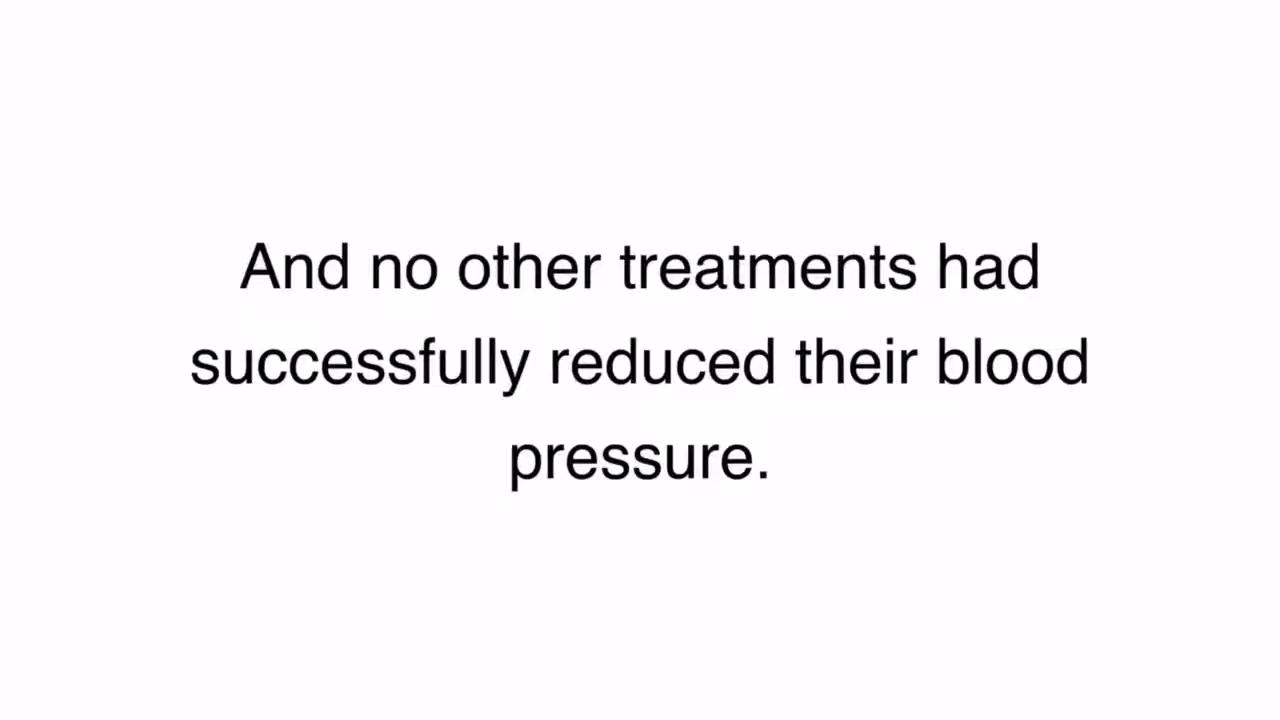 And no other treatments had
successfully reduced their blood
pressure.